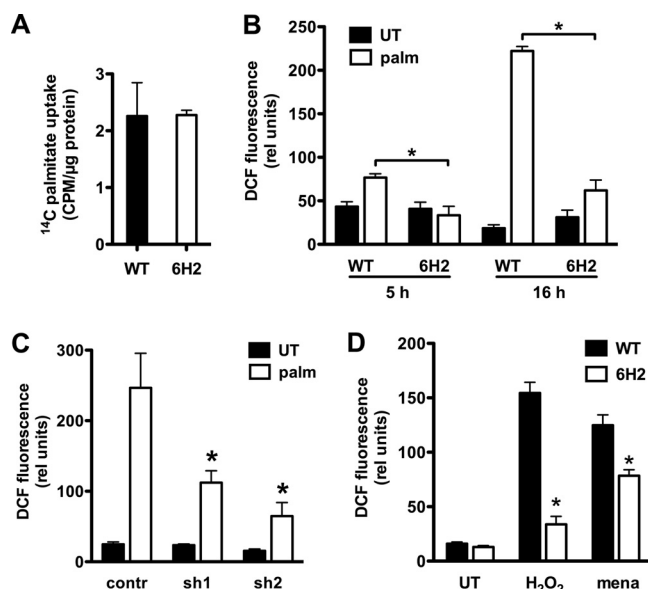 A
¹⁴C palmitate uptake
(CPM/µg protein)
3
2
1
0
WT 6H2
B
UT
palm
DCF fluorescence
(rel units)
250
200
150
100
50
0
*
*
WT 6H2 WT 6H2
5 h 16 h
C
UT
palm
DCF fluorescence
(rel units)
300
200
100
0
*
*
contr sh1 sh2
D
WT
6H2
DCF fluorescence
(rel units)
200
150
100
50
0
*
*
UT H₂O₂ mena